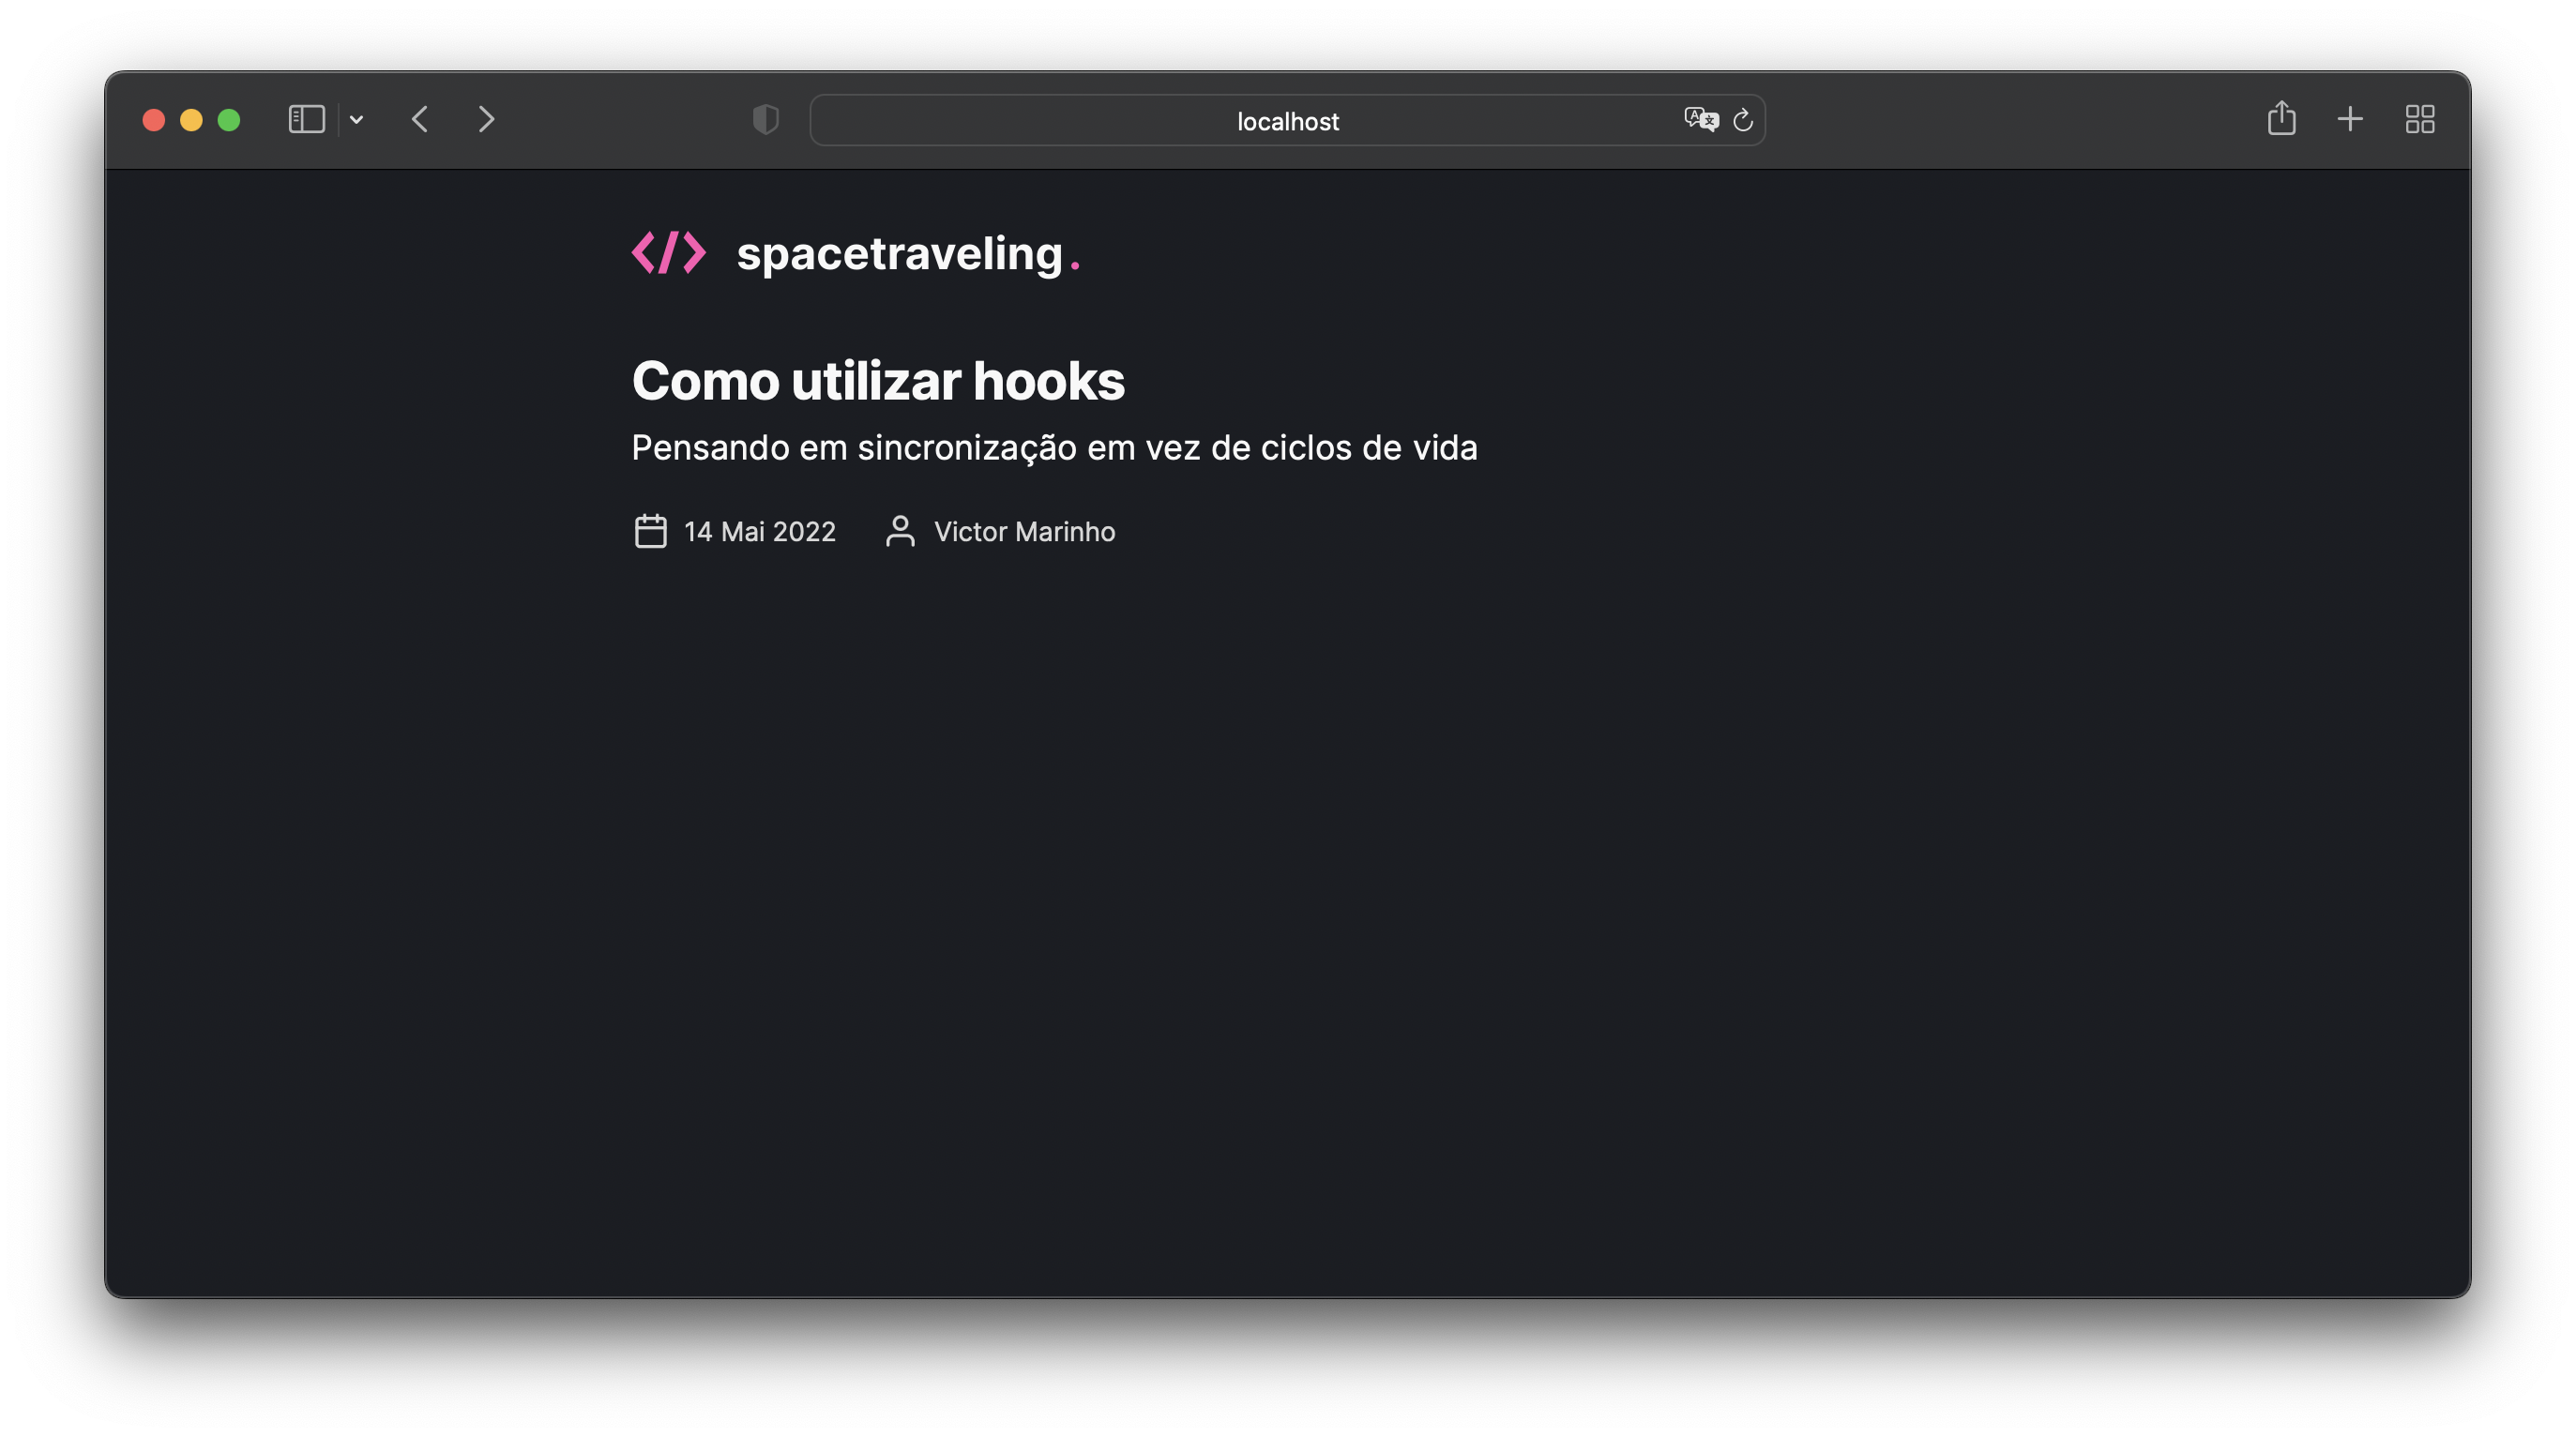 localhost
</> spacetraveling.
Como utilizar hooks
Pensando em sincronização em vez de ciclos de vida
14 Mai 2022 Victor Marinho